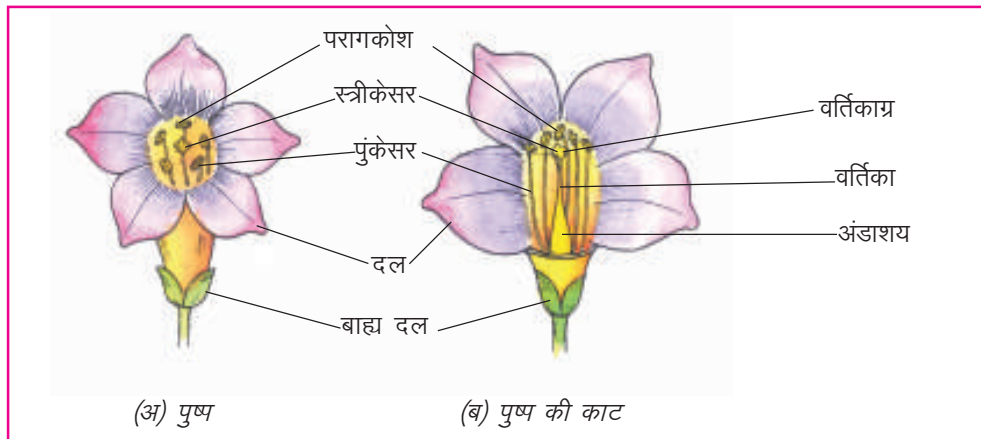 परागकोश
स्त्रीकेसर
पुंकेसर
दल
बाह्य दल
वर्तिकाग्र
वर्तिका
अंडाशय
(अ) पुष्प
(ब) पुष्प की काट